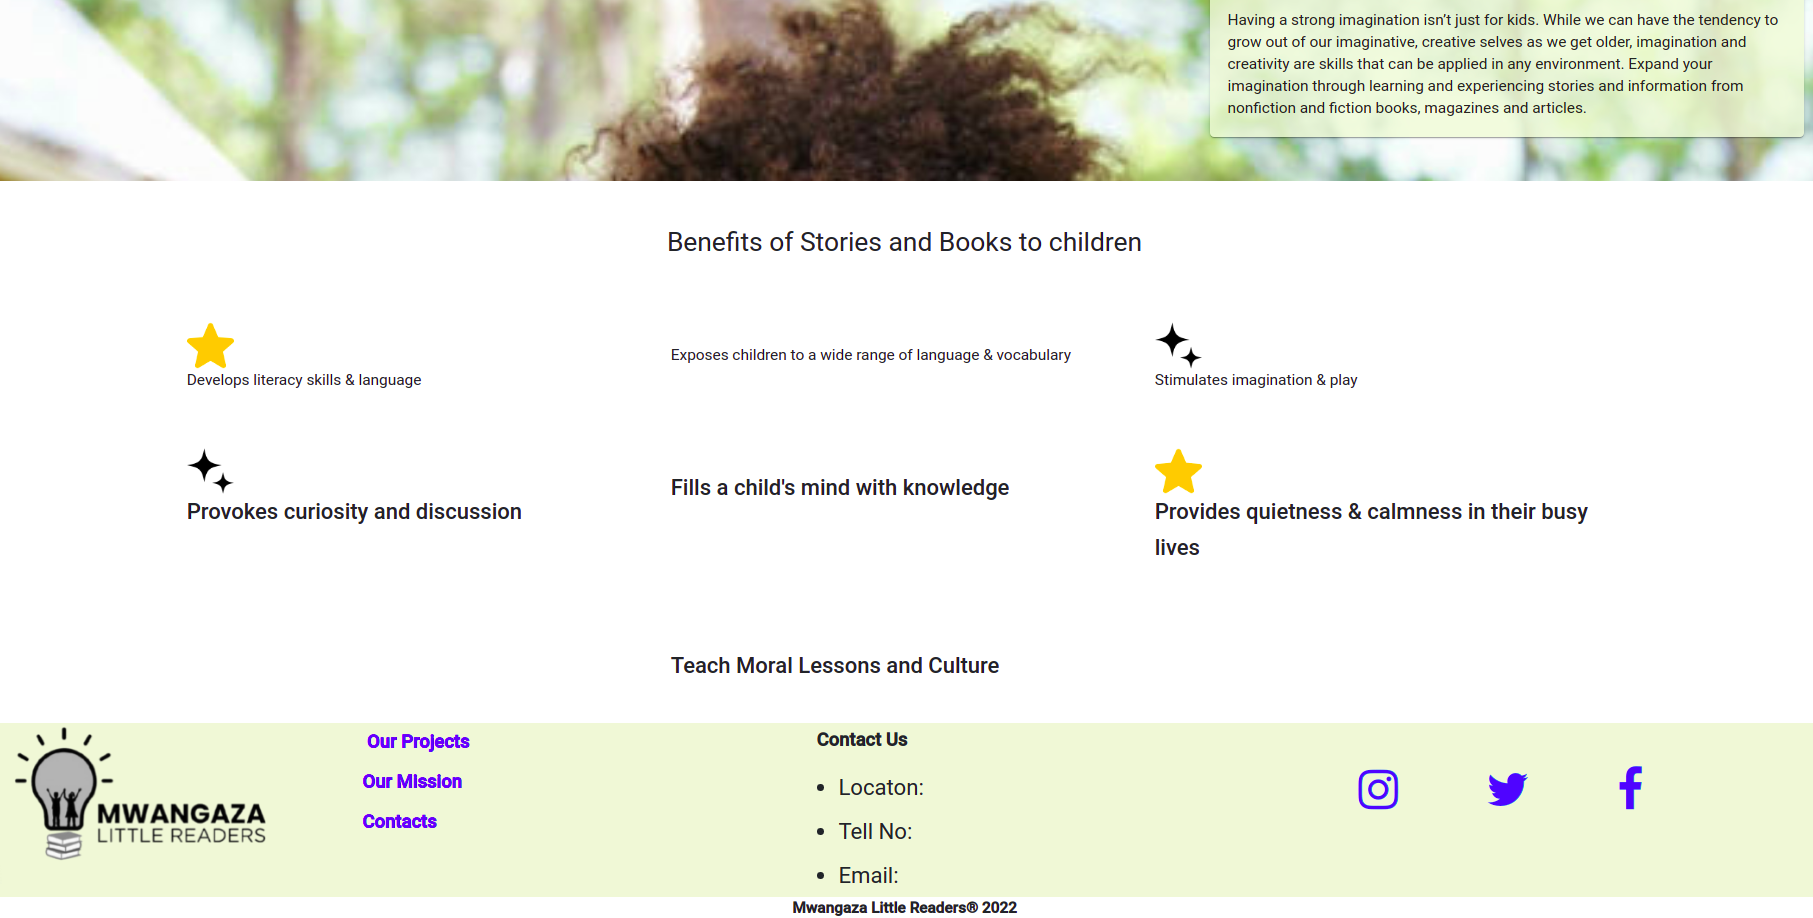 Having a strong imagination isn’t just for kids. While we can have the tendency to
grow out of our imaginative, creative selves as we get older, imagination and
creativity are skills that can be applied in any environment. Expand your
imagination through learning and experiencing stories and information from
nonfiction and fiction books, magazines and articles.
Benefits of Stories and Books to children
Develops literacy skills & language
Exposes children to a wide range of language & vocabulary
Stimulates imagination & play
Provokes curiosity and discussion
Fills a child's mind with knowledge
Provides quietness & calmness in their busy
lives
Teach Moral Lessons and Culture
MWANGAZA
LITTLE READERS
Our Projects
Our Mission
Contacts
Contact Us
Locaton:
Tell No:
Email:
Mwangaza Little Readers® 2022